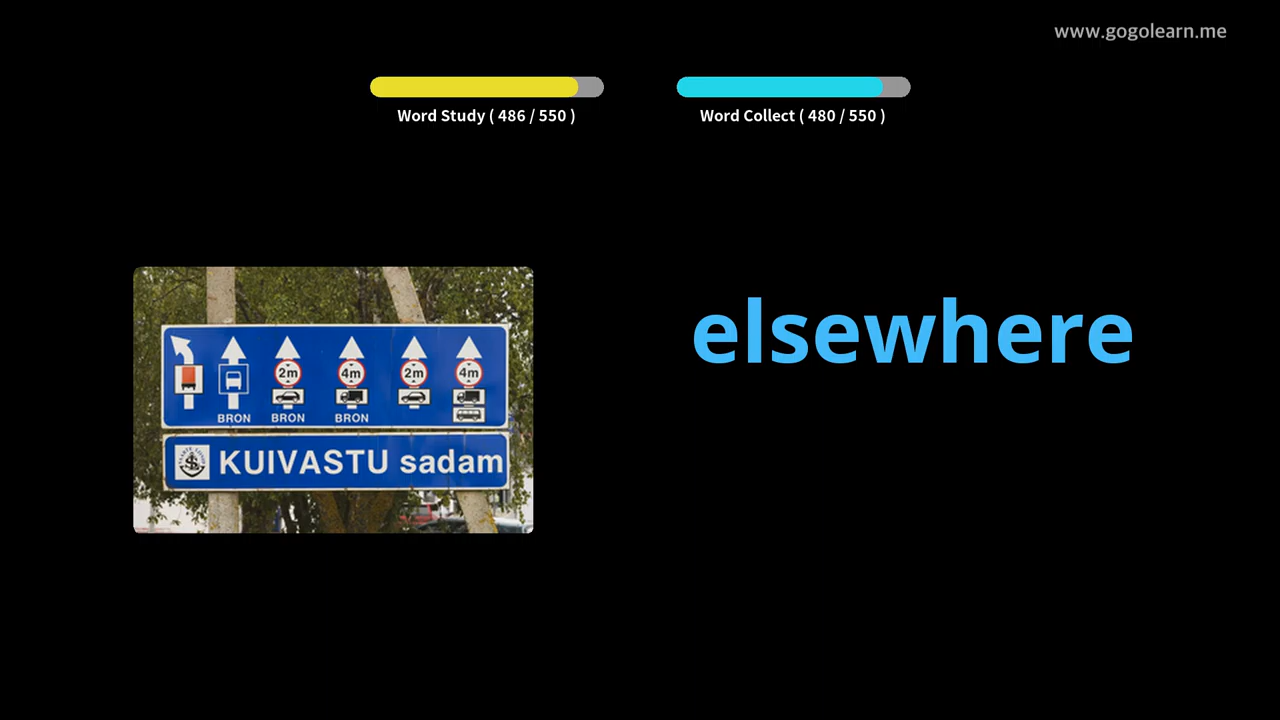 www.gogolearn.me
Word Study ( 486 / 550 )
Word Collect ( 480 / 550 )
elsewhere
2m 4m 2m 4m
BRON BRON BRON
KUIVASTU sadam